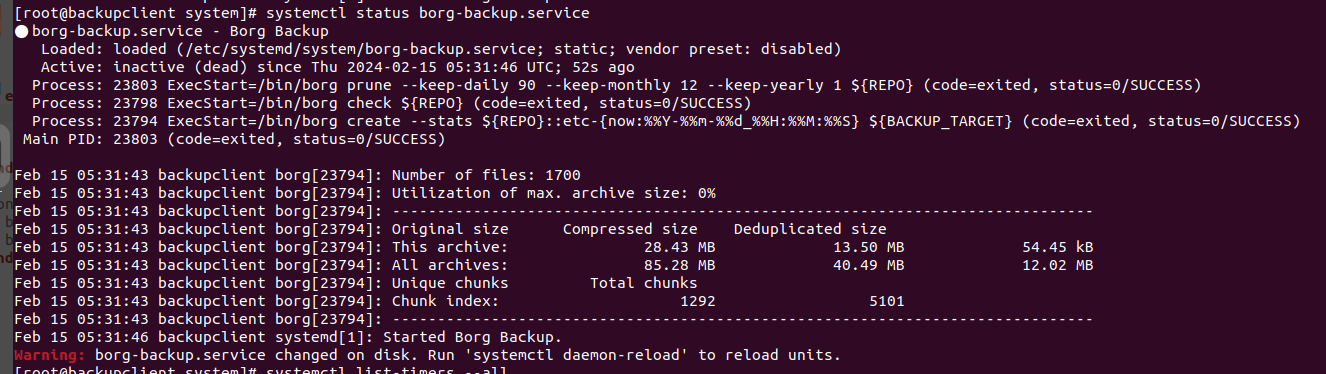 [root@backupclient system]# systemctl status borg-backup.service
● borg-backup.service - Borg Backup
   Loaded: loaded (/etc/systemd/system/borg-backup.service; static; vendor preset: disabled)
   Active: inactive (dead) since Thu 2024-02-15 05:31:46 UTC; 52s ago
  Process: 23803 ExecStart=/bin/borg prune --keep-daily 90 --keep-monthly 12 --keep-yearly 1 ${REPO} (code=exited, status=0/SUCCESS)
  Process: 23798 ExecStart=/bin/borg check ${REPO} (code=exited, status=0/SUCCESS)
  Process: 23794 ExecStart=/bin/borg create --stats ${REPO}::etc-{now:%%Y-%%m-%%d_%%H:%%M:%%S} ${BACKUP_TARGET} (code=exited, status=0/SUCCESS)
 Main PID: 23803 (code=exited, status=0/SUCCESS)

Feb 15 05:31:43 backupclient borg[23794]: Number of files: 1700
Feb 15 05:31:43 backupclient borg[23794]: Utilization of max. archive size: 0%
Feb 15 05:31:43 backupclient borg[23794]: ------------------------------------------------------------------------------
Feb 15 05:31:43 backupclient borg[23794]: Original size      Compressed size    Deduplicated size
Feb 15 05:31:43 backupclient borg[23794]: This archive:               28.43 MB             13.50 MB             54.45 kB
Feb 15 05:31:43 backupclient borg[23794]: All archives:               85.28 MB             40.49 MB             12.02 MB
Feb 15 05:31:43 backupclient borg[23794]: Unique chunks         Total chunks
Feb 15 05:31:43 backupclient borg[23794]: Chunk index:                    1292                 5101
Feb 15 05:31:43 backupclient borg[23794]: ------------------------------------------------------------------------------
Feb 15 05:31:46 backupclient systemd[1]: Started Borg Backup.
Warning: borg-backup.service changed on disk. Run 'systemctl daemon-reload' to reload units.
[root@backupclient system]# systemctl list-timers --all